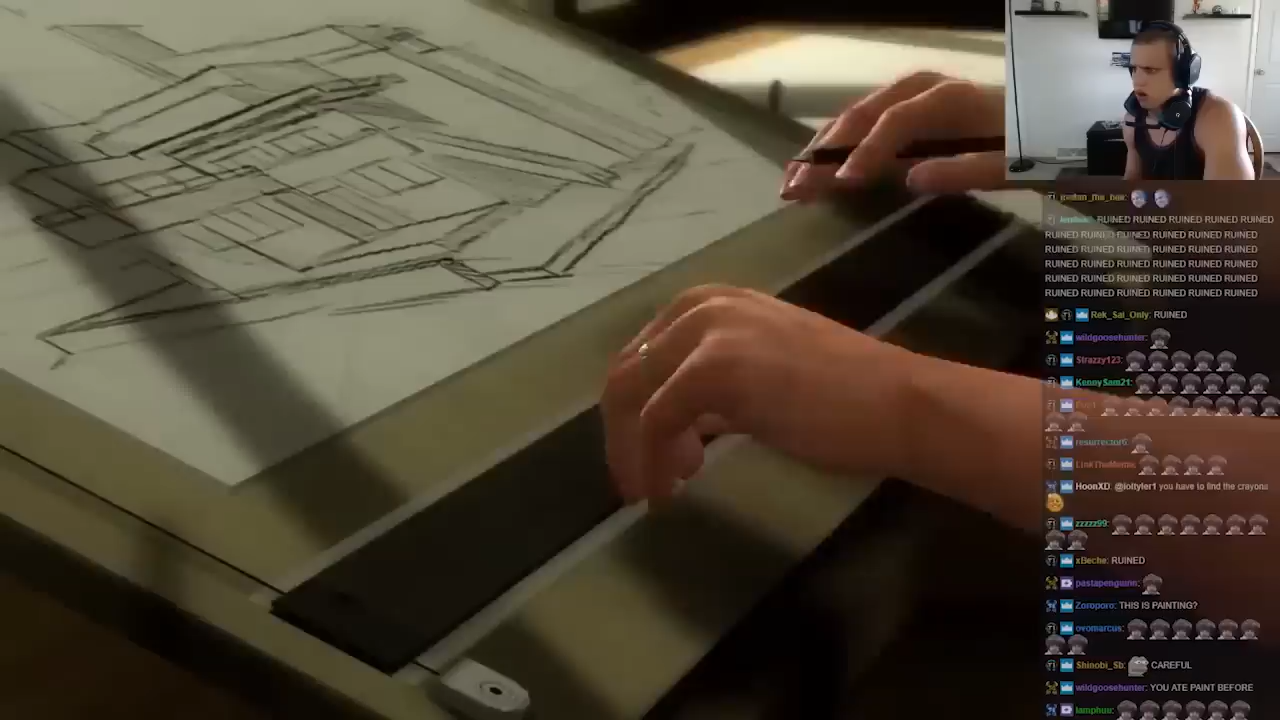 RUINED RUINED RUINED RUINED RUINED
RUINED RUINED RUINED RUINED RUINED
RUINED RUINED RUINED RUINED RUINED
RUINED RUINED RUINED RUINED RUINED
RUINED RUINED RUINED RUINED RUINED
RUINED RUINED RUINED RUINED RUINED
Rek_Sai_Only: RUINED
wildgoosehunter:
Strazzy123:
KennySam21:
resurrector6:
LinkThaMeme:
HoonXD: @loltyler1 you have to find the crayons
zzzzz99:
xBeche: RUINED
pastapenguinn:
Zoroporo: THIS IS PAINTING?
ovomarcus:
Shinobi_Sb: CAREFUL
wildgoosehunter: YOU ATE PAINT BEFORE
lamphuu: